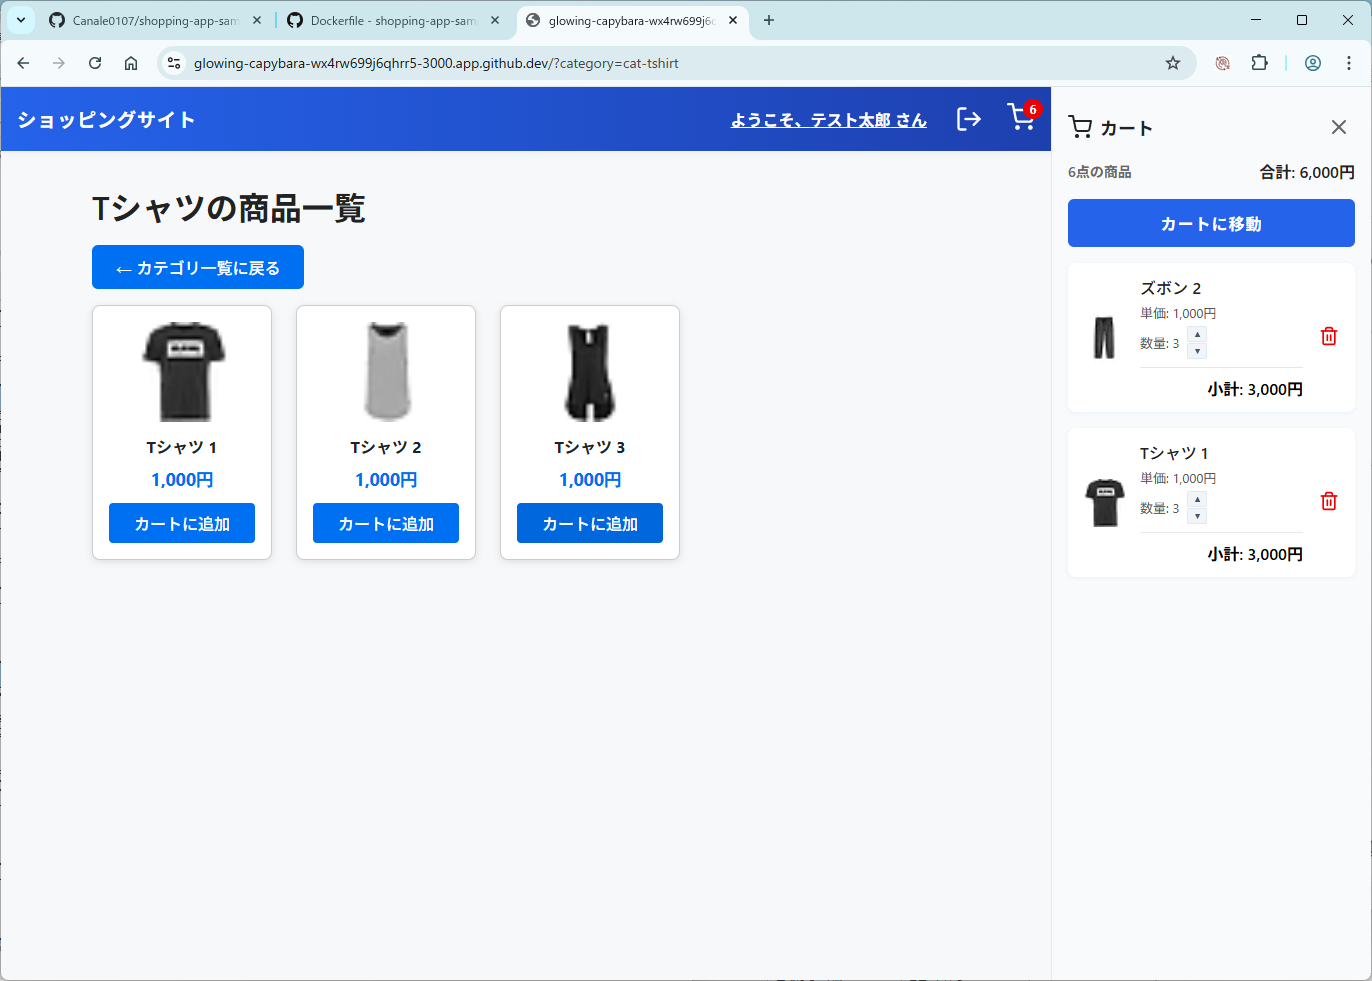 Canale0107/shopping-app-sam
Dockerfile - shopping-app-sam
glowing-capybara-wx4rw699j6
glowing-capybara-wx4rw699j6qhrr5-3000.app.github.dev/?category=cat-tshirt
ショッピングサイト
ようこそ、テスト太郎 さん
6
Tシャツの商品一覧
← カテゴリ一覧に戻る
Tシャツ 1
1,000円
カートに追加
Tシャツ 2
1,000円
カートに追加
Tシャツ 3
1,000円
カートに追加
カート
6点の商品
合計: 6,000円
カートに移動
ズボン 2
単価: 1,000円
数量: 3
小計: 3,000円
Tシャツ 1
単価: 1,000円
数量: 3
小計: 3,000円